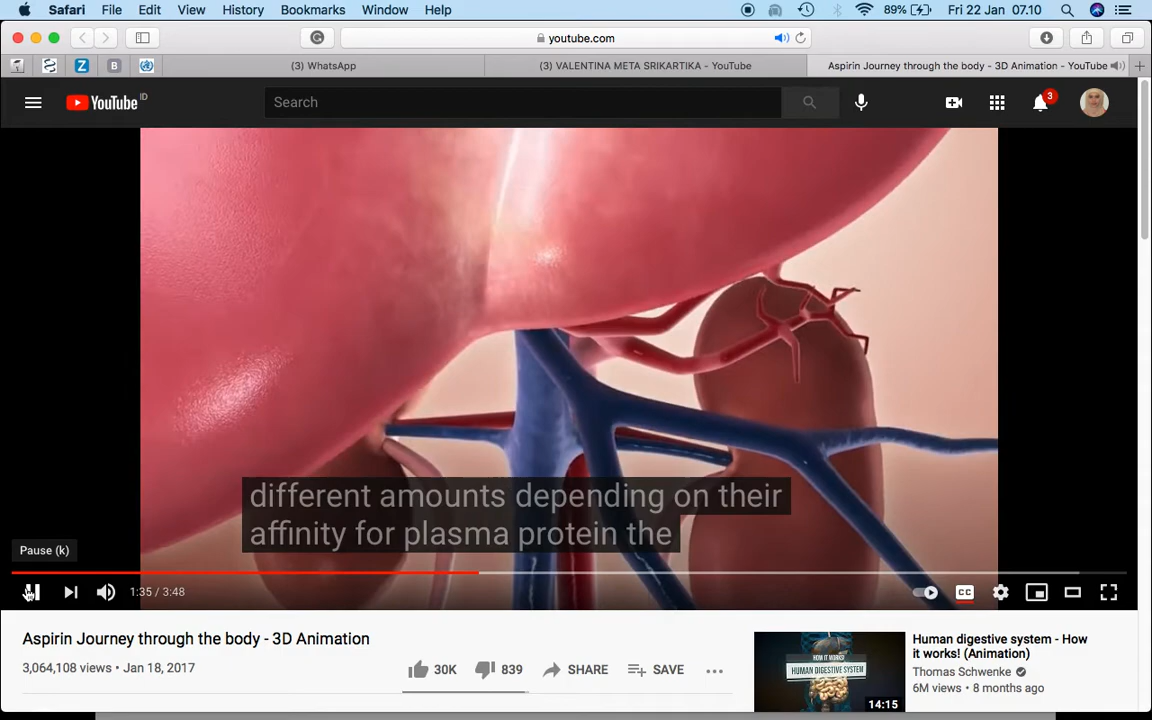 Safari File Edit View History Bookmarks Window Help 89% Fri 22 Jan 07.10
youtube.com
Z B (3) WhatsApp (3) VALENTINA META SRIKARTIKA - YouTube Aspirin Journey through the body - 3D Animation - YouTube
YouTube ID Search 3
different amounts depending on their
affinity for plasma protein the
Pause (k)
1:35 / 3:48 CC
Aspirin Journey through the body - 3D Animation
3,064,108 views • Jan 18, 2017
30K 839 SHARE SAVE
HOW IT WORKS!
HUMAN DIGESTIVE SYSTEM
14:15
Human digestive system - How
it works! (Animation)
Thomas Schwenke
6M views • 8 months ago